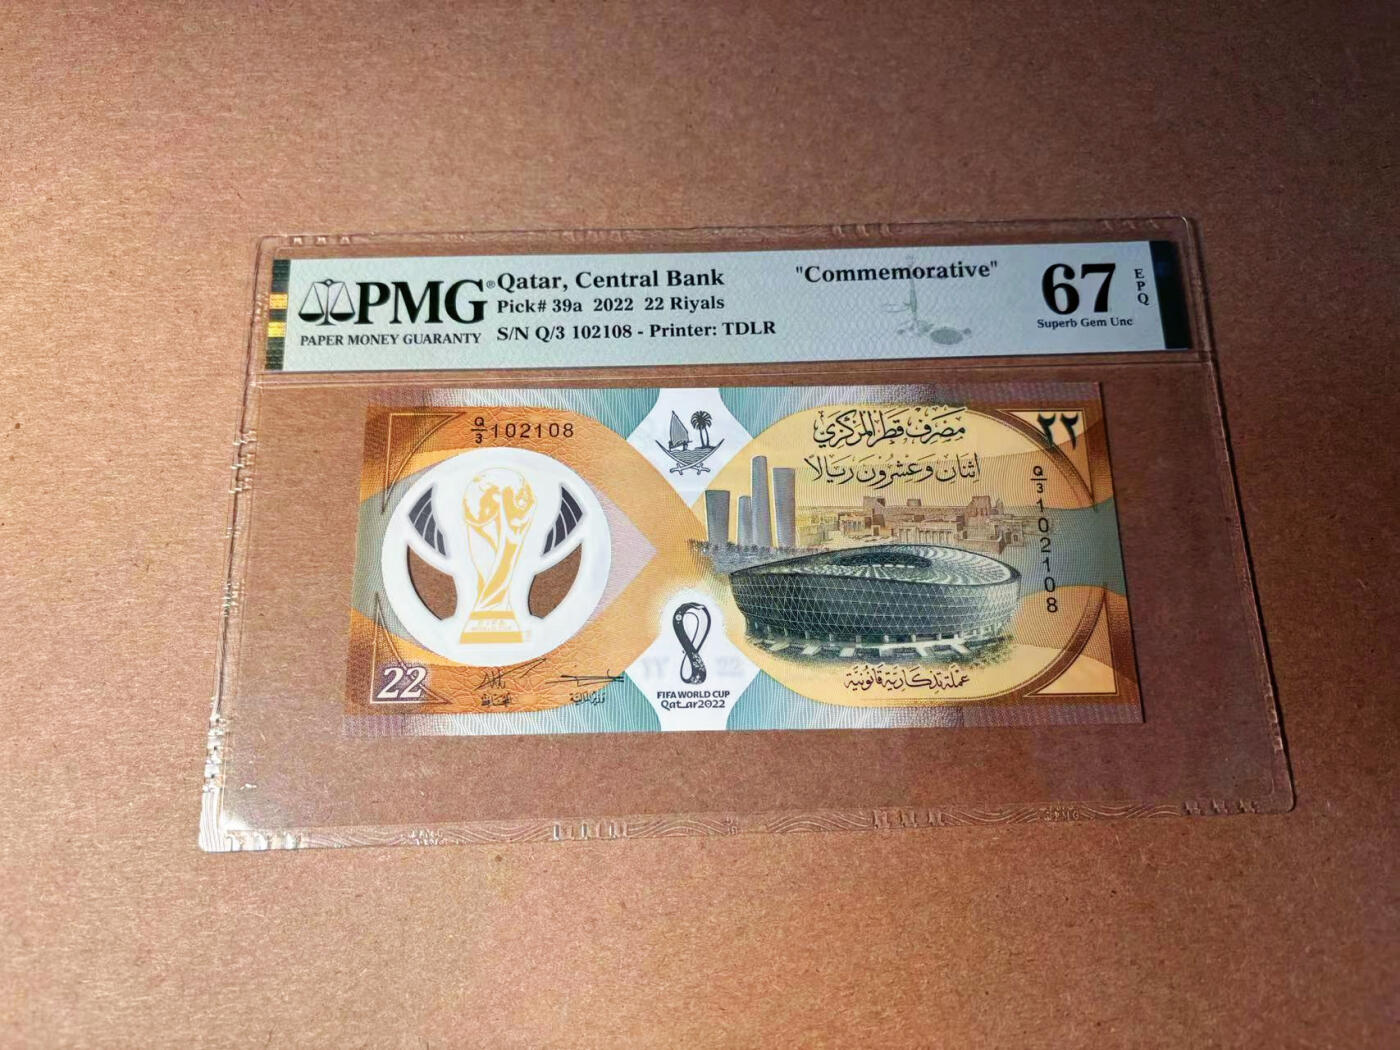 PMG®
PAPER MONEY GUARANTY
Qatar, Central Bank
Pick# 39a 2022 22 Riyals
S/N Q/3 102108 - Printer: TDLR
"Commemorative"
67
EPQ
Superb Gem Unc
Q/3 102108
مصرف قطر المركزي
اثنان وعشرون ريالاً
٢٢
Q/3 102108
22
FIFA WORLD CUP
Qatar2022
عملة تذكارية قانونية